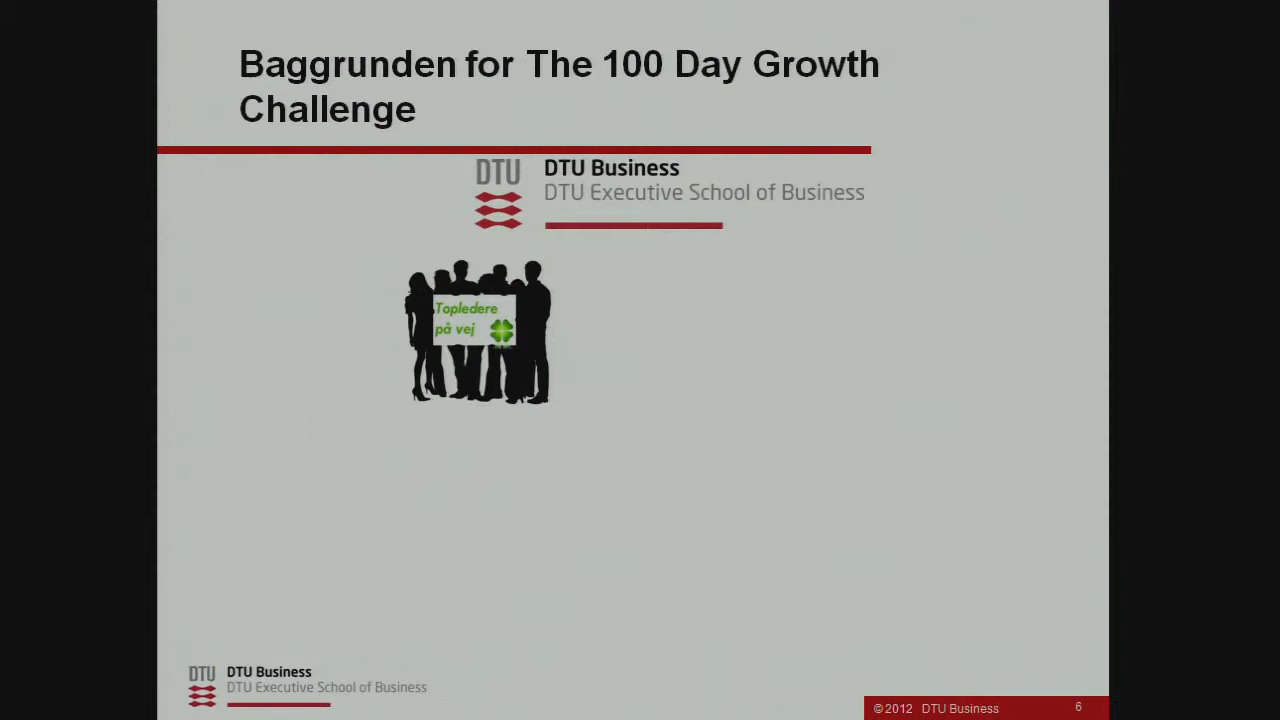 Baggrunden for The 100 Day Growth
Challenge
DTU
DTU Business
DTU Executive School of Business
Topledere
på vej
DTU
DTU Business
DTU Executive School of Business
©2012 DTU Business
6